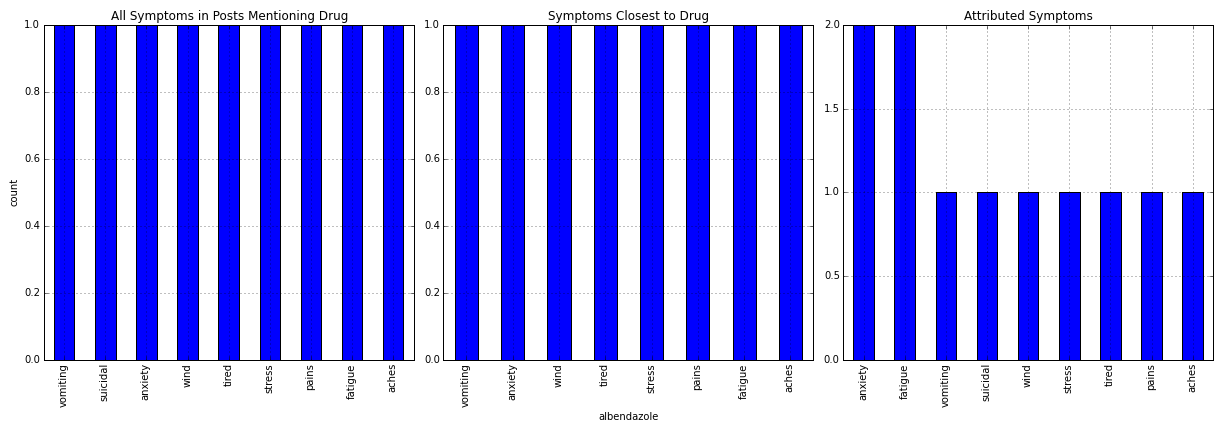 All Symptoms in Posts Mentioning Drug
count
1.0
0.8
0.6
0.4
0.2
0.0
vomiting
suicidal
anxiety
wind
tired
stress
pains
fatigue
aches
Symptoms Closest to Drug
1.0
0.8
0.6
0.4
0.2
0.0
vomiting
anxiety
wind
tired
stress
pains
fatigue
aches
albendazole
Attributed Symptoms
2.0
1.5
1.0
0.5
0.0
anxiety
fatigue
vomiting
suicidal
wind
stress
tired
pains
aches